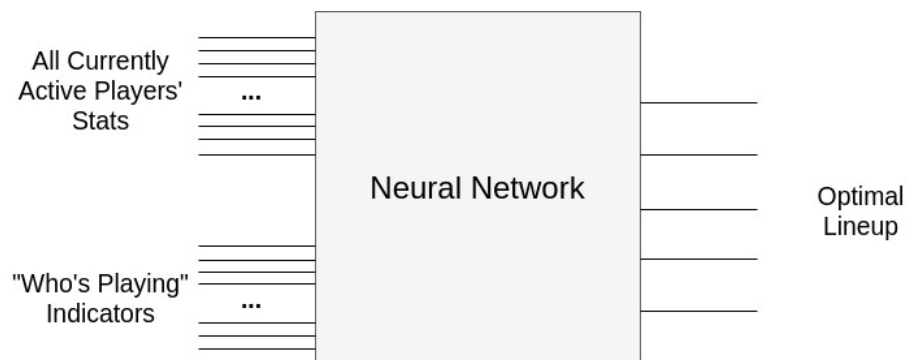 All Currently
Active Players'
Stats
...
Neural Network
Optimal
Lineup
"Who's Playing"
Indicators
...